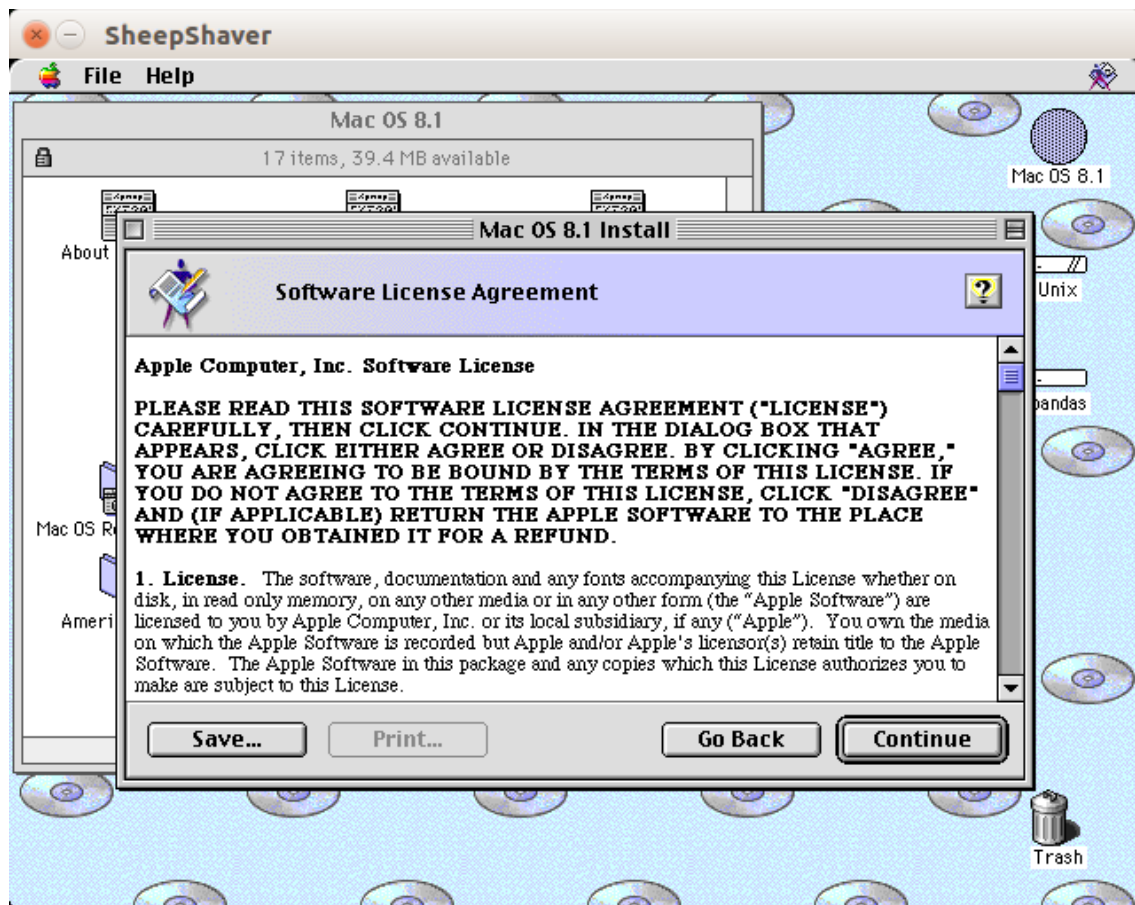 SheepShaver
File Help
Mac OS 8.1
17 items, 39.4 MB available
Mac OS 8.1
Mac OS 8.1 Install
About
Software License Agreement
?
Unix
Apple Computer, Inc. Software License
PLEASE READ THIS SOFTWARE LICENSE AGREEMENT ("LICENSE")
CAREFULLY, THEN CLICK CONTINUE. IN THE DIALOG BOX THAT
APPEARS, CLICK EITHER AGREE OR DISAGREE. BY CLICKING "AGREE,"
YOU ARE AGREEING TO BE BOUND BY THE TERMS OF THIS LICENSE. IF
YOU DO NOT AGREE TO THE TERMS OF THIS LICENSE, CLICK "DISAGREE"
AND (IF APPLICABLE) RETURN THE APPLE SOFTWARE TO THE PLACE
WHERE YOU OBTAINED IT FOR A REFUND.
pandas
Mac OS R
Ameri
1. License. The software, documentation and any fonts accompanying this License whether on
disk, in read only memory, on any other media or in any other form (the “Apple Software”) are
licensed to you by Apple Computer, Inc. or its local subsidiary, if any (“Apple”). You own the media
on which the Apple Software is recorded but Apple and/or Apple's licensor(s) retain title to the Apple
Software. The Apple Software in this package and any copies which this License authorizes you to
make are subject to this License.
Save... Print... Go Back Continue
Trash